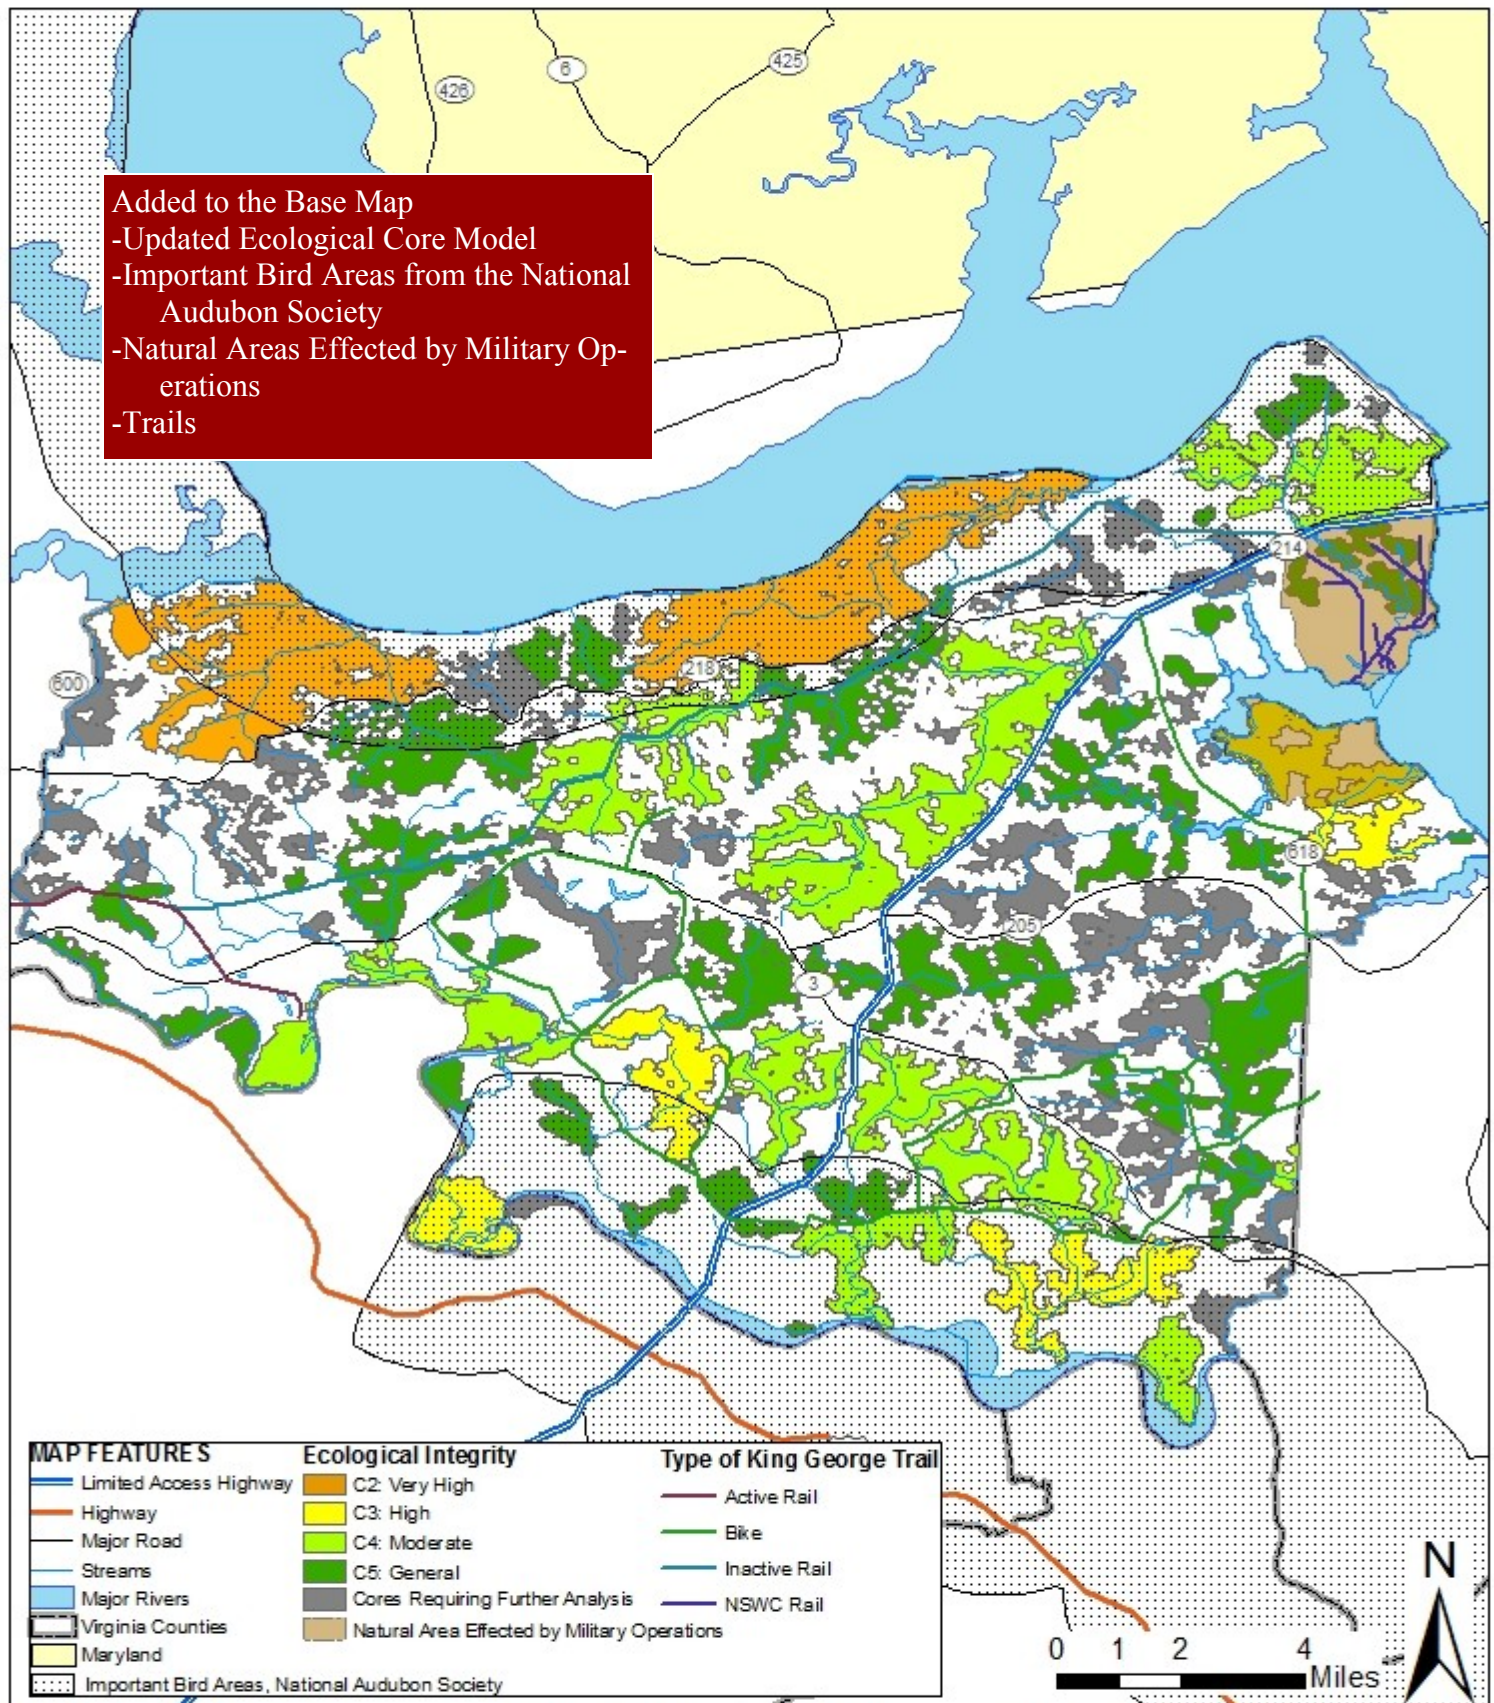 426
6
425
Added to the Base Map
-Updated Ecological Core Model
-Important Bird Areas from the National
Audubon Society
-Natural Areas Effected by Military Op-
erations
-Trails
214
218
600
618
205
3
MAP FEATURES
Limited Access Highway
Highway
Major Road
Streams
Major Rivers
Virginia Counties
Maryland
Important Bird Areas, National Audubon Society
Ecological Integrity
C2: Very High
C3: High
C4: Moderate
C5: General
Cores Requiring Further Analysis
Natural Area Effected by Military Operations
Type of King George Trail
Active Rail
Bike
Inactive Rail
NSWC Rail
N
0 1 2 4
Miles